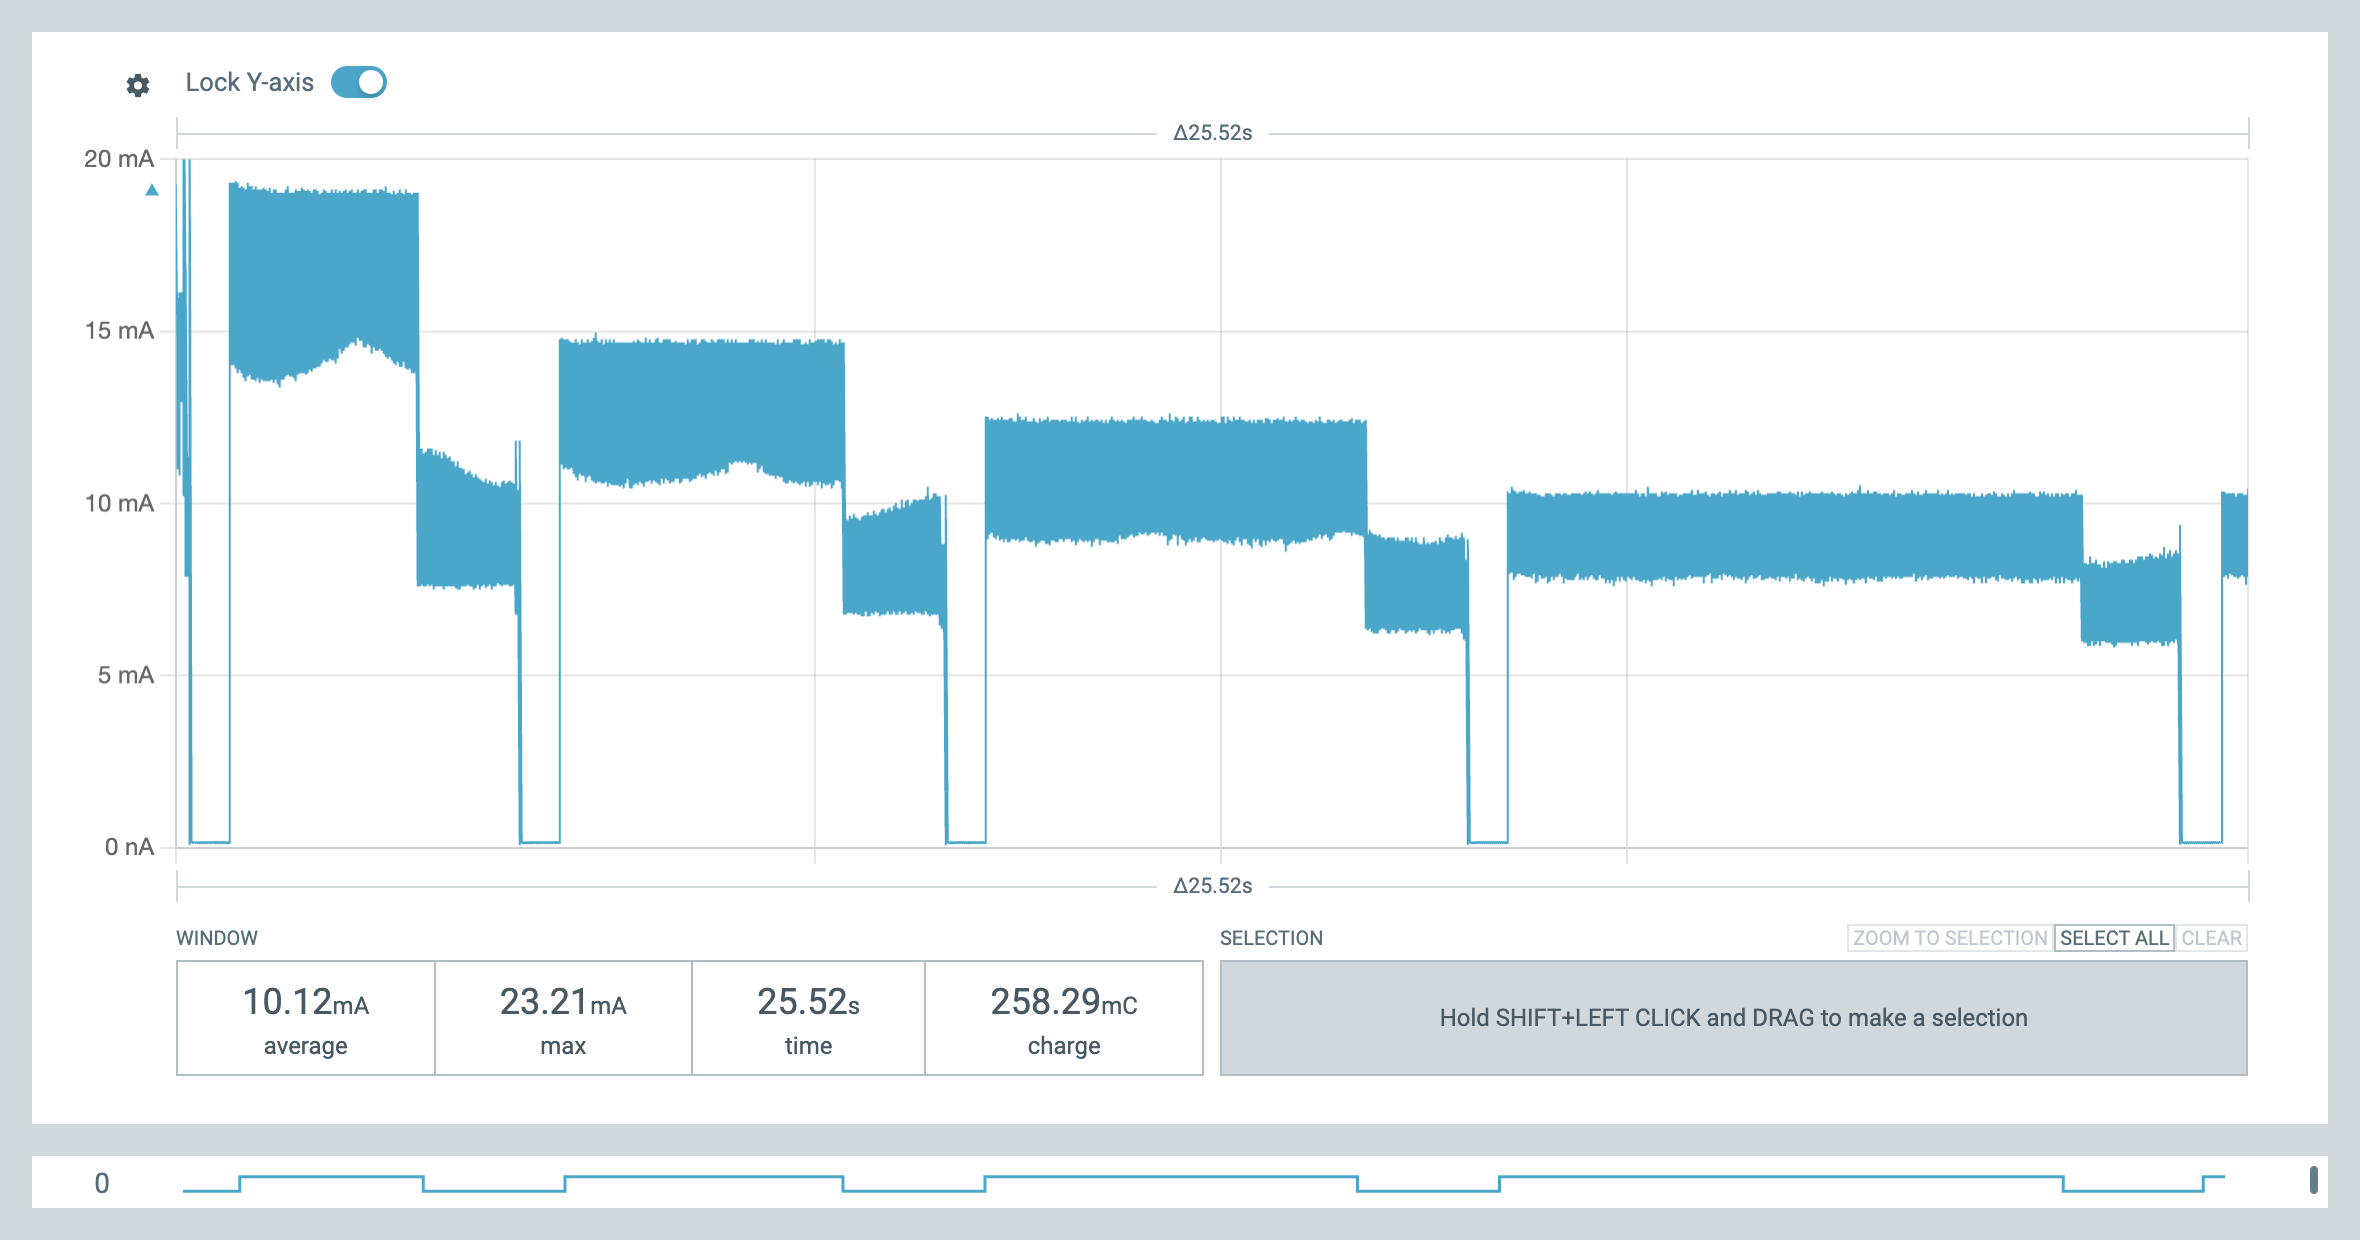 Lock Y-axis
Δ25.52s
20 mA
15 mA
10 mA
5 mA
0 nA
Δ25.52s
WINDOW
SELECTION
ZOOM TO SELECTION SELECT ALL CLEAR
10.12mA
average
23.21mA
max
25.52s
time
258.29mC
charge
Hold SHIFT+LEFT CLICK and DRAG to make a selection
0